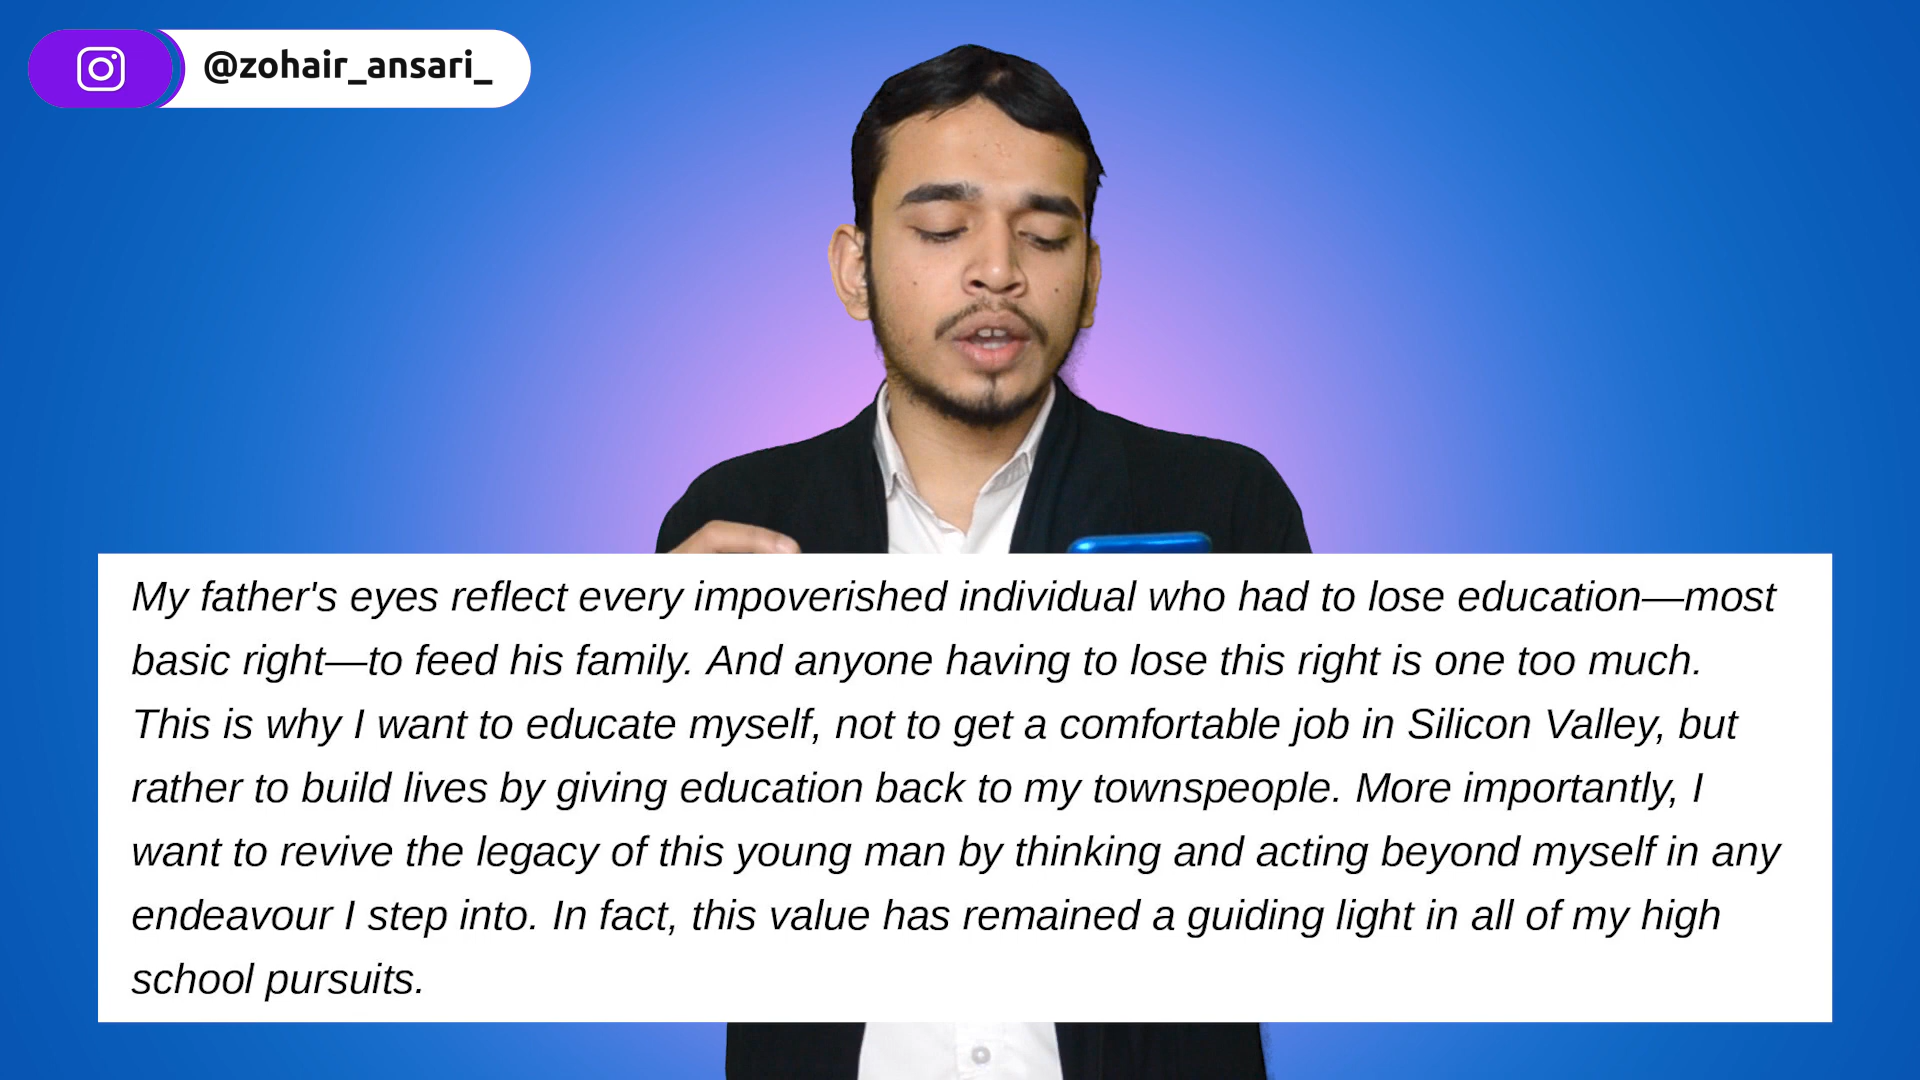 @zohair_ansari_
My father's eyes reflect every impoverished individual who had to lose education—most
basic right—to feed his family. And anyone having to lose this right is one too much.
This is why I want to educate myself, not to get a comfortable job in Silicon Valley, but
rather to build lives by giving education back to my townspeople. More importantly, I
want to revive the legacy of this young man by thinking and acting beyond myself in any
endeavour I step into. In fact, this value has remained a guiding light in all of my high
school pursuits.